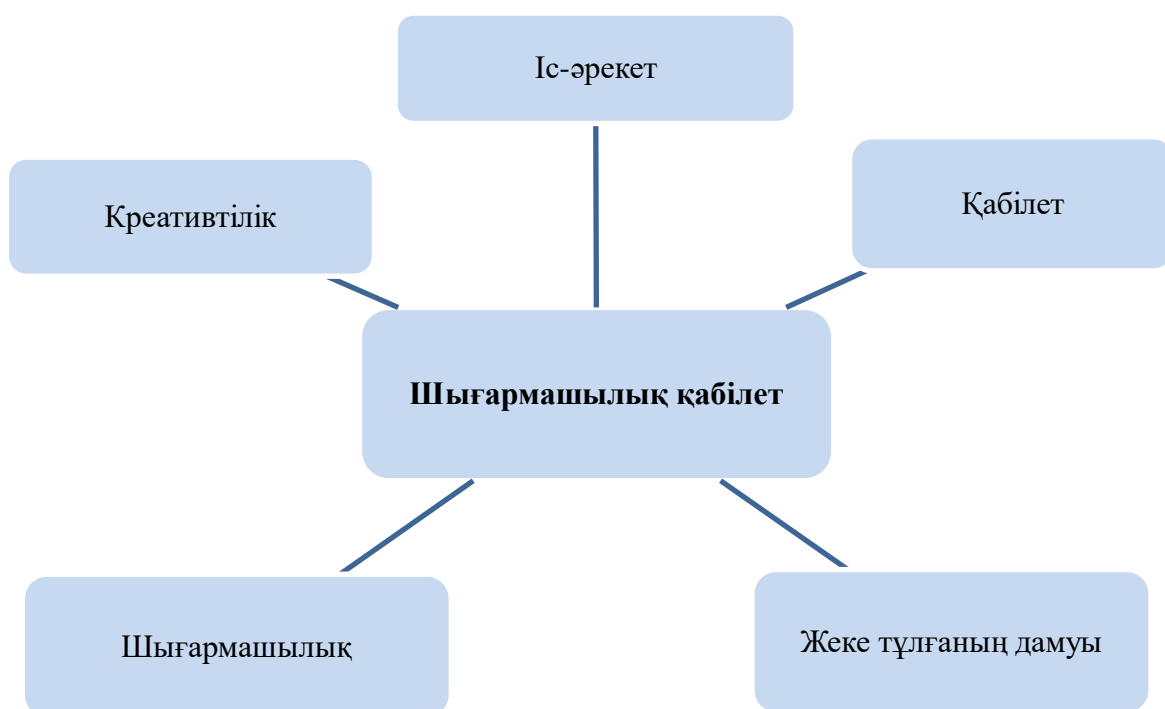 Іс-әрекет
Креативтілік
Қабілет
Шығармашылық қабілет
Шығармашылық
Жеке тұлғаның дамуы